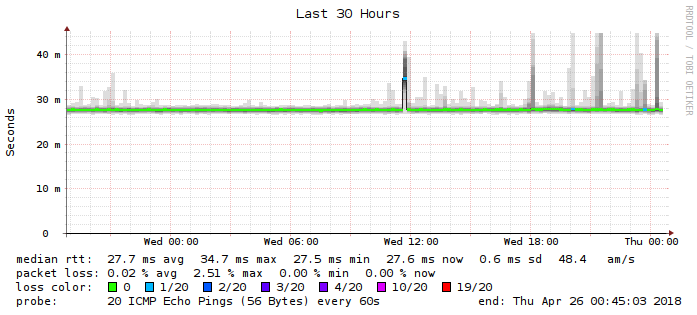 Last 30 Hours
RRDTOOL / TOBI OETIKER
40 m
30 m
20 m
10 m
0
Seconds
Wed 00:00 Wed 06:00 Wed 12:00 Wed 18:00 Thu 00:00
median rtt: 27.7 ms avg 34.7 ms max 27.5 ms min 27.6 ms now 0.6 ms sd 48.4 am/s
packet loss: 0.02 % avg 2.51 % max 0.00 % min 0.00 % now
loss color: 0 1/20 2/20 3/20 4/20 10/20 19/20
probe: 20 ICMP Echo Pings (56 Bytes) every 60s end: Thu Apr 26 00:45:03 2018